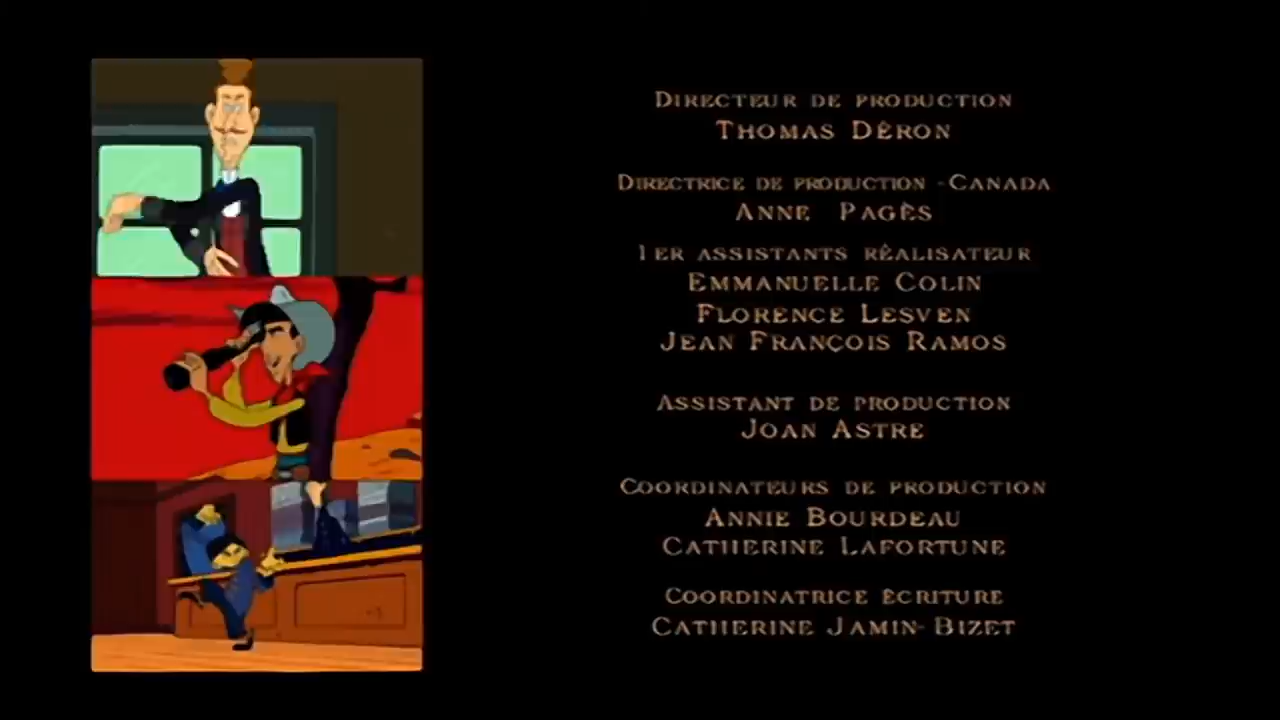 DIRECTEUR DE PRODUCTION
THOMAS DÉRON
DIRECTRICE DE PRODUCTION - CANADA
ANNE PAGÈS
1ER ASSISTANTS RÉALISATEUR
EMMANUELLE COLIN
FLORENCE LESVEN
JEAN FRANÇOIS RAMOS
ASSISTANT DE PRODUCTION
JOAN ASTRE
COORDINATEURS DE PRODUCTION
ANNIE BOURDEAU
CATHERINE LAFORTUNE
COORDINATRICE ÉCRITURE
CATHERINE JAMIN-BIZET